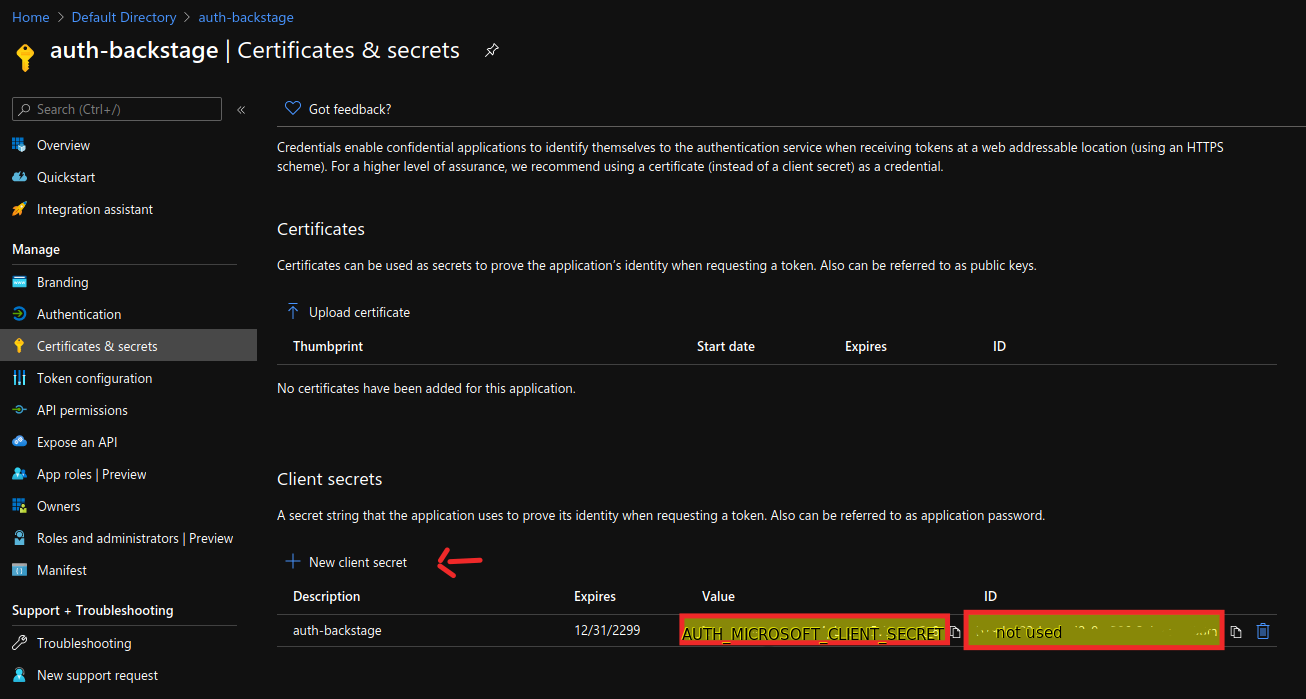 Home > Default Directory > auth-backstage
auth-backstage | Certificates & secrets
Search (Ctrl+/)
«
Overview
Quickstart
Integration assistant
Manage
Branding
Authentication
Certificates & secrets
Token configuration
API permissions
Expose an API
App roles | Preview
Owners
Roles and administrators | Preview
Manifest
Support + Troubleshooting
Troubleshooting
New support request
Got feedback?
Credentials enable confidential applications to identify themselves to the authentication service when receiving tokens at a web addressable location (using an HTTPS
scheme). For a higher level of assurance, we recommend using a certificate (instead of a client secret) as a credential.
Certificates
Certificates can be used as secrets to prove the application's identity when requesting a token. Also can be referred to as public keys.
Upload certificate
Thumbprint Start date Expires ID
No certificates have been added for this application.
Client secrets
A secret string that the application uses to prove its identity when requesting a token. Also can be referred to as application password.
New client secret
Description Expires Value ID
auth-backstage 12/31/2299 AUTH_MICROSOFT_CLIENT_SECRET not used